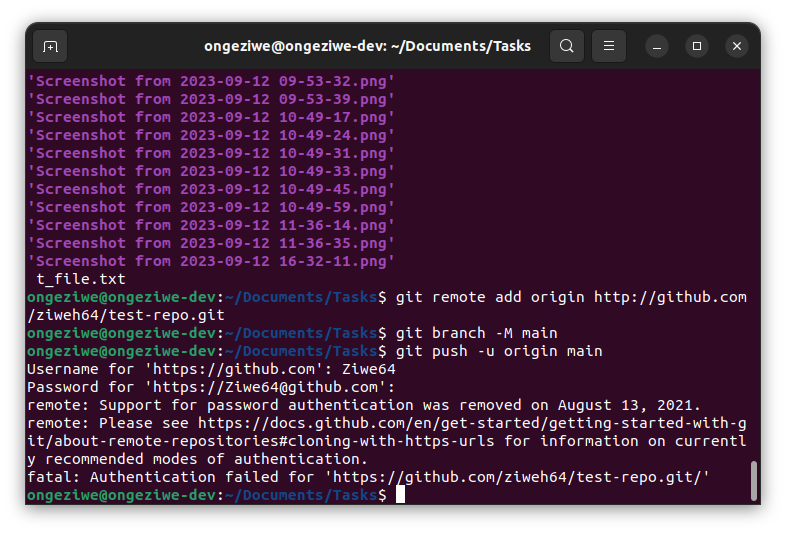 ongeziwe@ongeziwe-dev: ~/Documents/Tasks
'Screenshot from 2023-09-12 09-53-32.png'
'Screenshot from 2023-09-12 09-53-39.png'
'Screenshot from 2023-09-12 10-49-17.png'
'Screenshot from 2023-09-12 10-49-24.png'
'Screenshot from 2023-09-12 10-49-31.png'
'Screenshot from 2023-09-12 10-49-33.png'
'Screenshot from 2023-09-12 10-49-45.png'
'Screenshot from 2023-09-12 10-49-59.png'
'Screenshot from 2023-09-12 11-36-14.png'
'Screenshot from 2023-09-12 11-36-35.png'
'Screenshot from 2023-09-12 16-32-11.png'
t_file.txt
ongeziwe@ongeziwe-dev:~/Documents/Tasks$ git remote add origin http://github.com
/ziweh64/test-repo.git
ongeziwe@ongeziwe-dev:~/Documents/Tasks$ git branch -M main
ongeziwe@ongeziwe-dev:~/Documents/Tasks$ git push -u origin main
Username for 'https://github.com': Ziwe64
Password for 'https://Ziwe64@github.com':
remote: Support for password authentication was removed on August 13, 2021.
remote: Please see https://docs.github.com/en/get-started/getting-started-with-g
it/about-remote-repositories#cloning-with-https-urls for information on currentl
y recommended modes of authentication.
fatal: Authentication failed for 'https://github.com/ziweh64/test-repo.git/'
ongeziwe@ongeziwe-dev:~/Documents/Tasks$